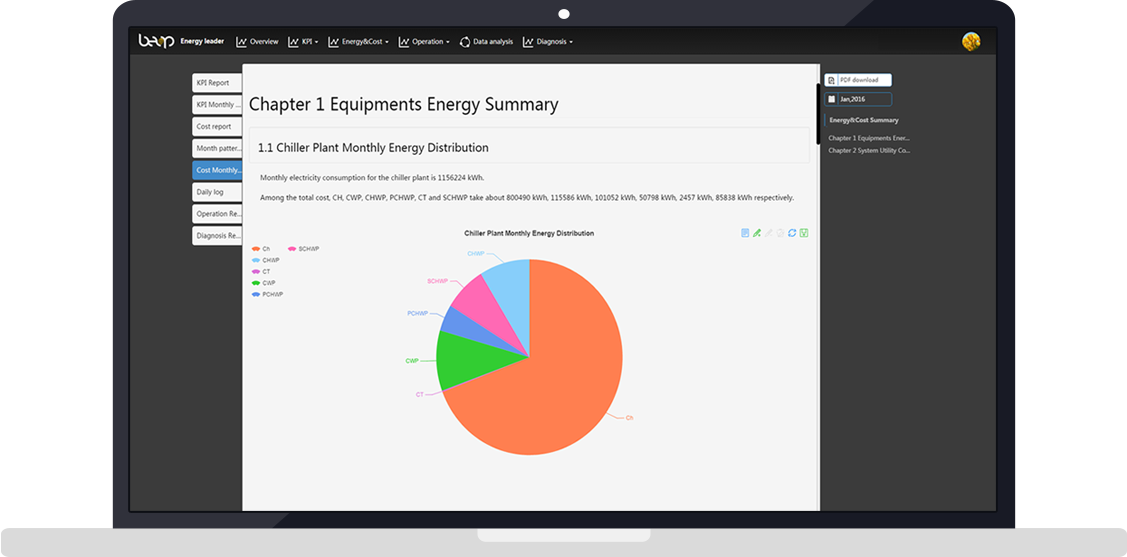 beop Energy leader Overview KPI Energy&Cost Operation Data analysis Diagnosis
KPI Report
KPI Monthly ...
Cost report
Month patter...
Cost Monthly...
Daily log
Operation Re...
Diagnosis Re...
Chapter 1 Equipments Energy Summary
1.1 Chiller Plant Monthly Energy Distribution
Monthly electricity consumption for the chiller plant is 1156224 kWh.
Among the total cost, CH, CWP, CHWP, PCHWP, CT and SCHWP take about 800490 kWh, 115586 kWh, 101052 kWh, 50798 kWh, 2457 kWh, 85838 kWh respectively.
Chiller Plant Monthly Energy Distribution
Ch SCHWP
CHWP
CT
CWP
PCHWP
CHWP
SCHWP
PCHWP
CWP
CT
Ch
PDF download
Jan,2016
Energy&Cost Summary
Chapter 1 Equipments Ener...
Chapter 2 System Utility Co...